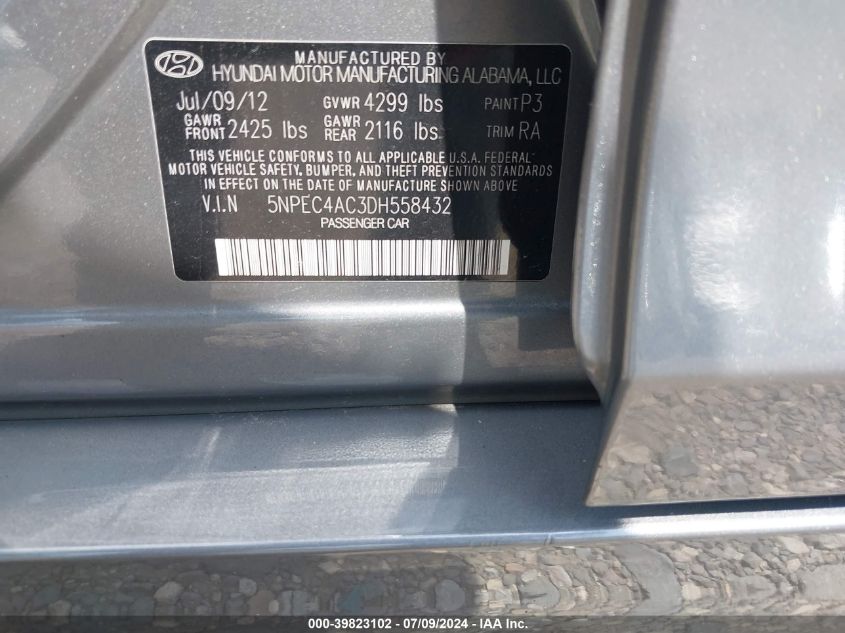 MANUFACTURED BY
HYUNDAI MOTOR MANUFACTURING ALABAMA, LLC
Jul/09/12 GVWR 4299 lbs PAINT P3
GAWR FRONT 2425 lbs GAWR REAR 2116 lbs. TRIM RA
THIS VEHICLE CONFORMS TO ALL APPLICABLE U.S.A. FEDERAL
MOTOR VEHICLE SAFETY, BUMPER, AND THEFT PREVENTION STANDARDS
IN EFFECT ON THE DATE OF MANUFACTURE SHOWN ABOVE
V.I.N 5NPEC4AC3DH558432
PASSENGER CAR
000-39823102 - 07/09/2024 - IAA Inc.